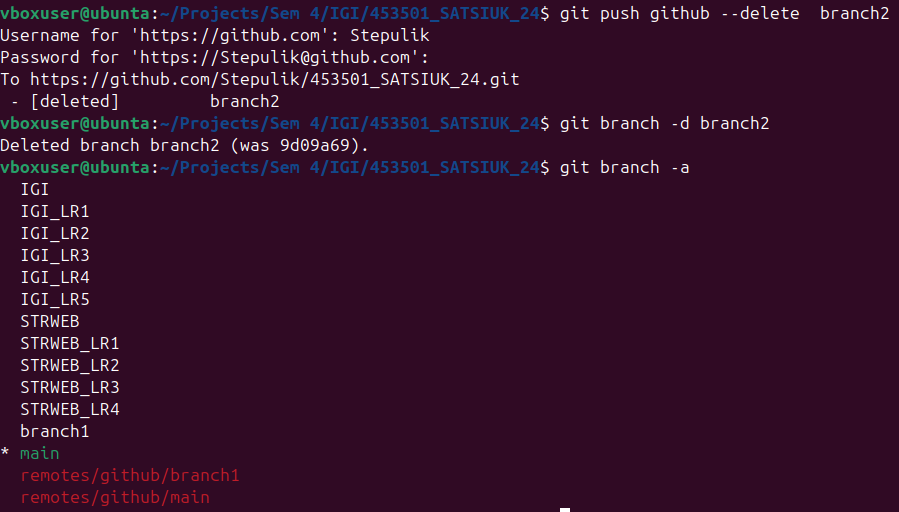 vboxuser@ubunta:~/Projects/Sem 4/IGI/453501_SATSIUK_24$ git push github --delete  branch2
Username for 'https://github.com': Stepulik
Password for 'https://Stepulik@github.com':
To https://github.com/Stepulik/453501_SATSIUK_24.git
 - [deleted]         branch2
vboxuser@ubunta:~/Projects/Sem 4/IGI/453501_SATSIUK_24$ git branch -d branch2
Deleted branch branch2 (was 9d09a69).
vboxuser@ubunta:~/Projects/Sem 4/IGI/453501_SATSIUK_24$ git branch -a
  IGI
  IGI_LR1
  IGI_LR2
  IGI_LR3
  IGI_LR4
  IGI_LR5
  STRWEB
  STRWEB_LR1
  STRWEB_LR2
  STRWEB_LR3
  STRWEB_LR4
  branch1
* main
  remotes/github/branch1
  remotes/github/main